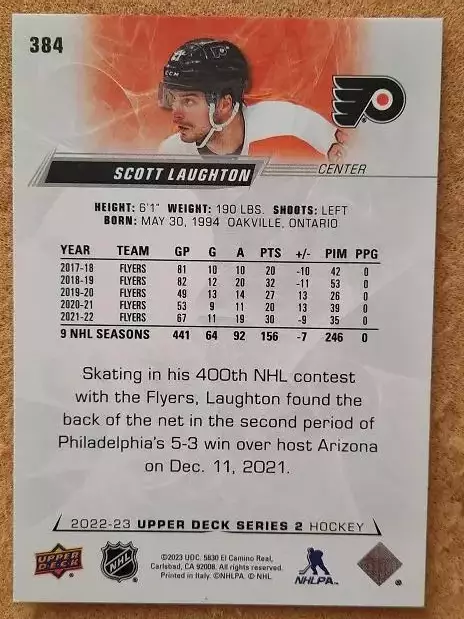 384
CCM
SCOTT LAUGHTON
CENTER
HEIGHT: 6'1" WEIGHT: 190 LBS. SHOOTS: LEFT
BORN: MAY 30, 1994 OAKVILLE, ONTARIO
YEAR TEAM GP G A PTS +/- PIM PPG
2017-18 FLYERS 81 10 10 20 -10 42 0
2018-19 FLYERS 82 12 20 32 -11 53 0
2019-20 FLYERS 49 13 14 27 13 26 0
2020-21 FLYERS 53 9 11 20 13 39 0
2021-22 FLYERS 67 11 19 30 -9 35 0
9 NHL SEASONS 441 64 92 156 -7 246 0
Skating in his 400th NHL contest
with the Flyers, Laughton found the
back of the net in the second period of
Philadelphia's 5-3 win over host Arizona
on Dec. 11, 2021.
2022-23 UPPER DECK SERIES 2 HOCKEY
UPPER DECK
NHL
©2023 UDC. 5830 El Camino Real,
Carlsbad, CA 92008. All rights reserved.
Printed in Italy. ©NHLPA. © NHL.
NHLPA